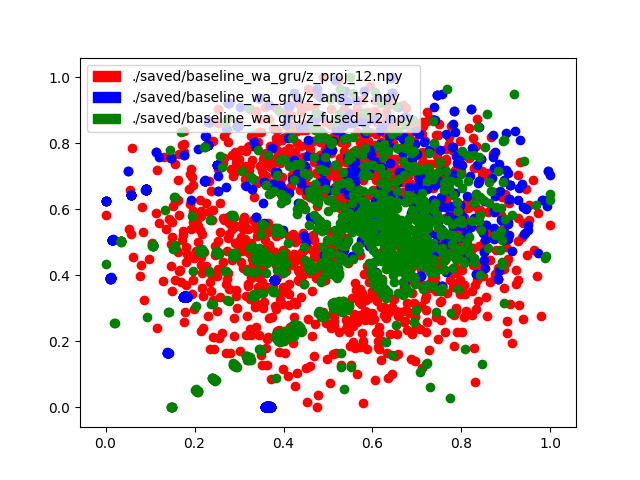 ./saved/baseline_wa_gru/z_proj_12.npy
./saved/baseline_wa_gru/z_ans_12.npy
./saved/baseline_wa_gru/z_fused_12.npy
1.0
0.8
0.6
0.4
0.2
0.0
0.0 0.2 0.4 0.6 0.8 1.0